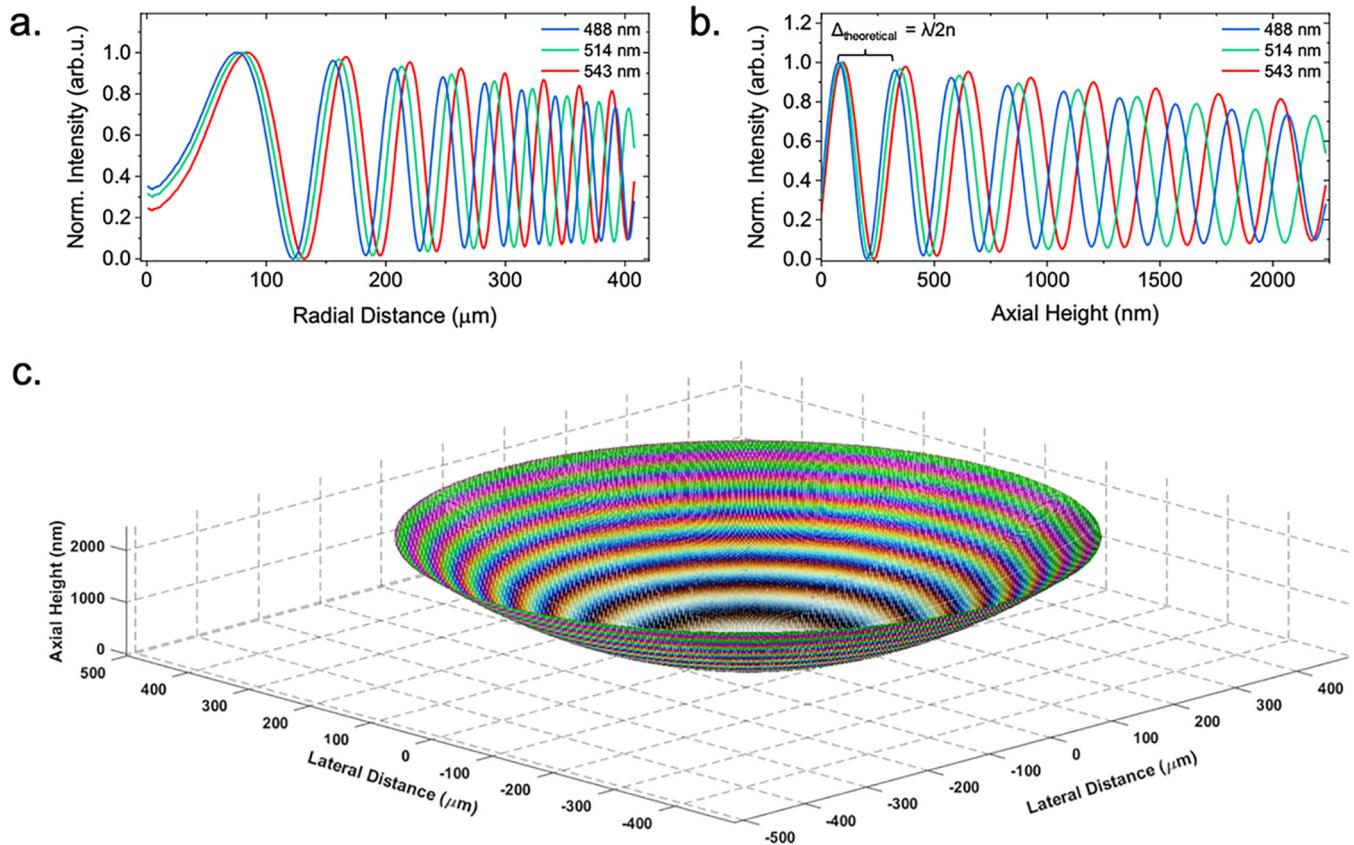 a.
488 nm
514 nm
543 nm
1.0
0.8
0.6
0.4
0.2
0.0
Norm. Intensity (arb.u.)
0
100
200
300
400
Radial Distance (μm)
b.
Δtheoretical = λ/2n
488 nm
514 nm
543 nm
1.2
1.0
0.8
0.6
0.4
0.2
0.0
Norm. Intensity (arb.u.)
0
500
1000
1500
2000
Axial Height (nm)
c.
Axial Height (nm)
2000
1000
0
500
400
300
200
100
0
-100
-200
-300
-400
Lateral Distance (μm)
-500
-400
-300
-200
-100
0
100
200
300
400
Lateral Distance (μm)